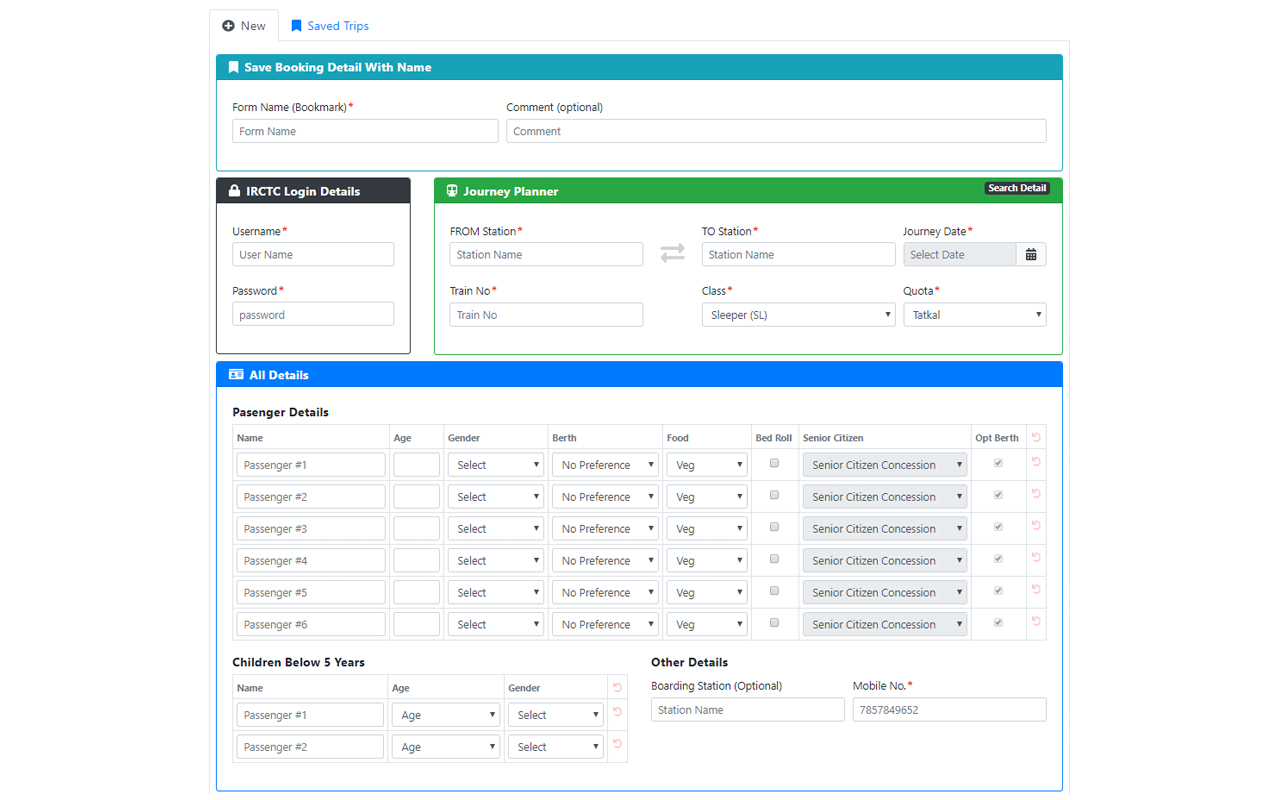 New Saved Trips
Save Booking Detail With Name
Form Name (Bookmark)* Comment (optional)
Form Name Comment
IRCTC Login Details Journey Planner Search Detail
Username* FROM Station* TO Station* Journey Date*
User Name Station Name Station Name Select Date
Password* Train No* Class* Quota*
password Train No Sleeper (SL) Tatkal
All Details
Pasenger Details
Name Age Gender Berth Food Bed Roll Senior Citizen Opt Berth
Passenger #1 Select No Preference Veg Senior Citizen Concession
Passenger #2 Select No Preference Veg Senior Citizen Concession
Passenger #3 Select No Preference Veg Senior Citizen Concession
Passenger #4 Select No Preference Veg Senior Citizen Concession
Passenger #5 Select No Preference Veg Senior Citizen Concession
Passenger #6 Select No Preference Veg Senior Citizen Concession
Children Below 5 Years Other Details
Name Age Gender Boarding Station (Optional) Mobile No.*
Passenger #1 Age Select Station Name 7857849652
Passenger #2 Age Select